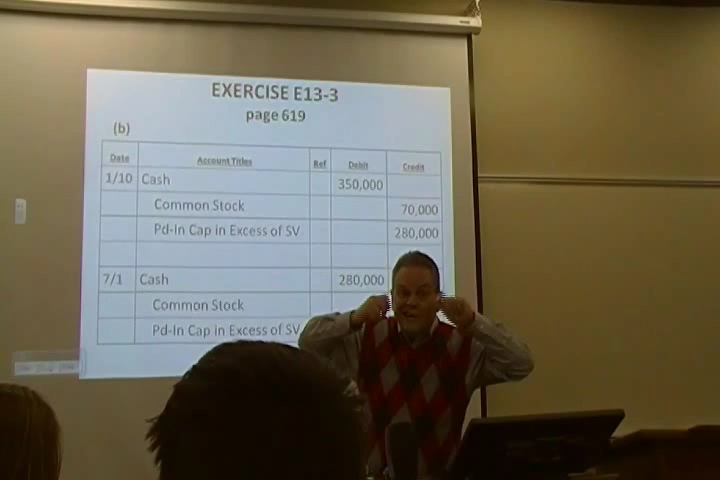 EXERCISE E13-3
page 619
(b)
Date Account Titles Ref Debit Credit
1/10 Cash 350,000
Common Stock 70,000
Pd-In Cap in Excess of SV 280,000
7/1 Cash 280,000
Common Stock
Pd-In Cap in Excess of SV